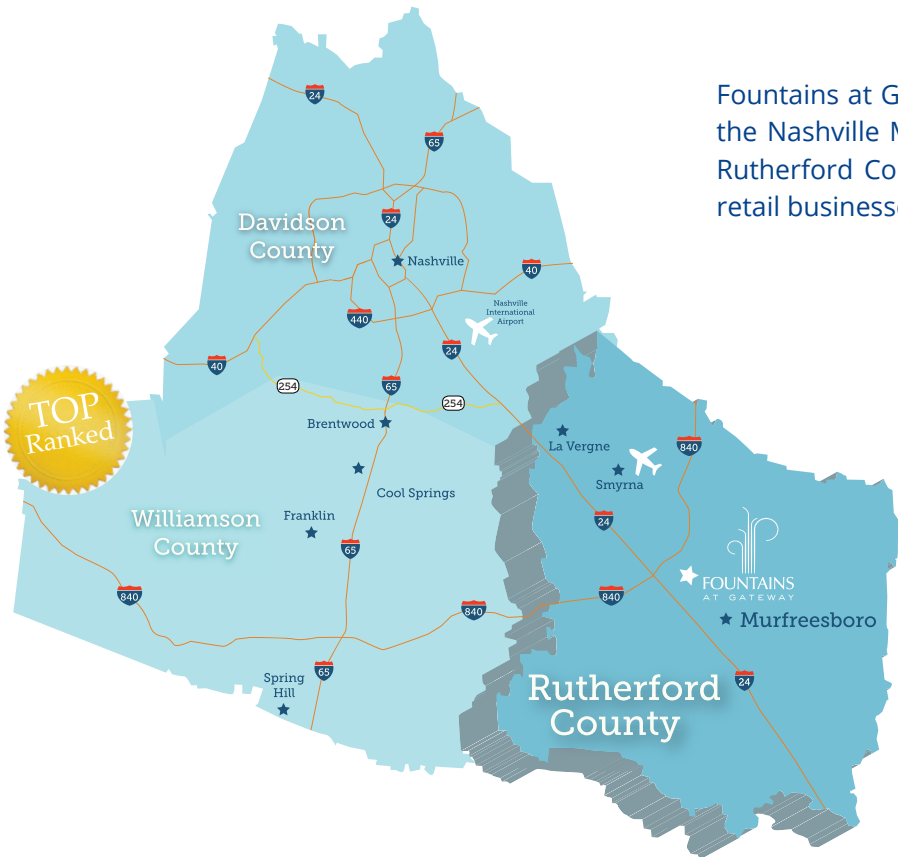 Fountains at G
the Nashville M
Rutherford Co
retail businesse
24
65
24
Davidson
County
Nashville
40
Nashville
International
Airport
440
24
40
65
254
254
TOP
Ranked
Brentwood
La Vergne
840
Smyrna
Cool Springs
Franklin
Williamson
County
24
65
FOUNTAINS
AT GATEWAY
840
840
840
Murfreesboro
65
Spring
Hill
24
Rutherford
County